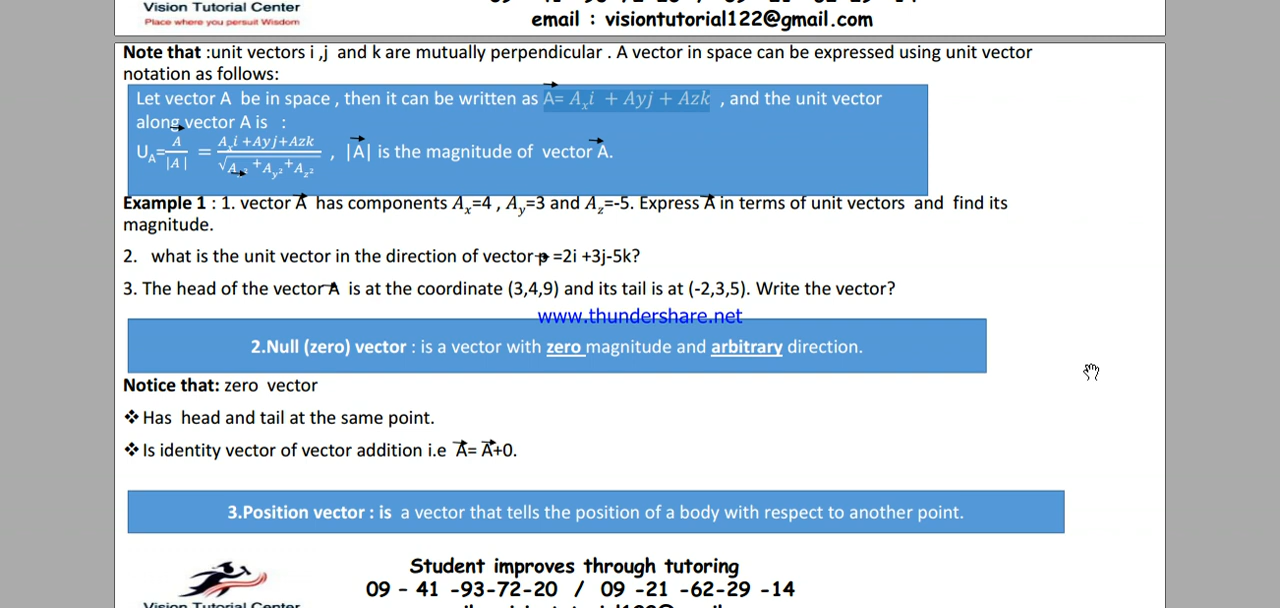 Vision Tutorial Center
Place where you persuit Wisdom
email : visiontutorial122@gmail.com
Note that :unit vectors i ,j and k are mutually perpendicular . A vector in space can be expressed using unit vector
notation as follows:
Let vector A be in space , then it can be written as A= Aₓi + Ayj + Azk , and the unit vector
along vector A is :
U_A = A/|A| = (Aₓi +Ayj+Azk)/√(A_x² + A_y² + A_z²) , |A| is the magnitude of vector A.
Example 1 : 1. vector A has components Aₓ=4 , A_y=3 and A_z=-5. Express A in terms of unit vectors and find its
magnitude.
2. what is the unit vector in the direction of vector p =2i +3j-5k?
3. The head of the vector A is at the coordinate (3,4,9) and its tail is at (-2,3,5). Write the vector?
www.thundershare.net
2.Null (zero) vector : is a vector with zero magnitude and arbitrary direction.
Notice that: zero vector
❖ Has head and tail at the same point.
❖ Is identity vector of vector addition i.e A= A+0.
3.Position vector : is a vector that tells the position of a body with respect to another point.
Student improves through tutoring
09 - 41 -93-72-20 / 09 -21 -62-29 -14
Vision Tutorial Center